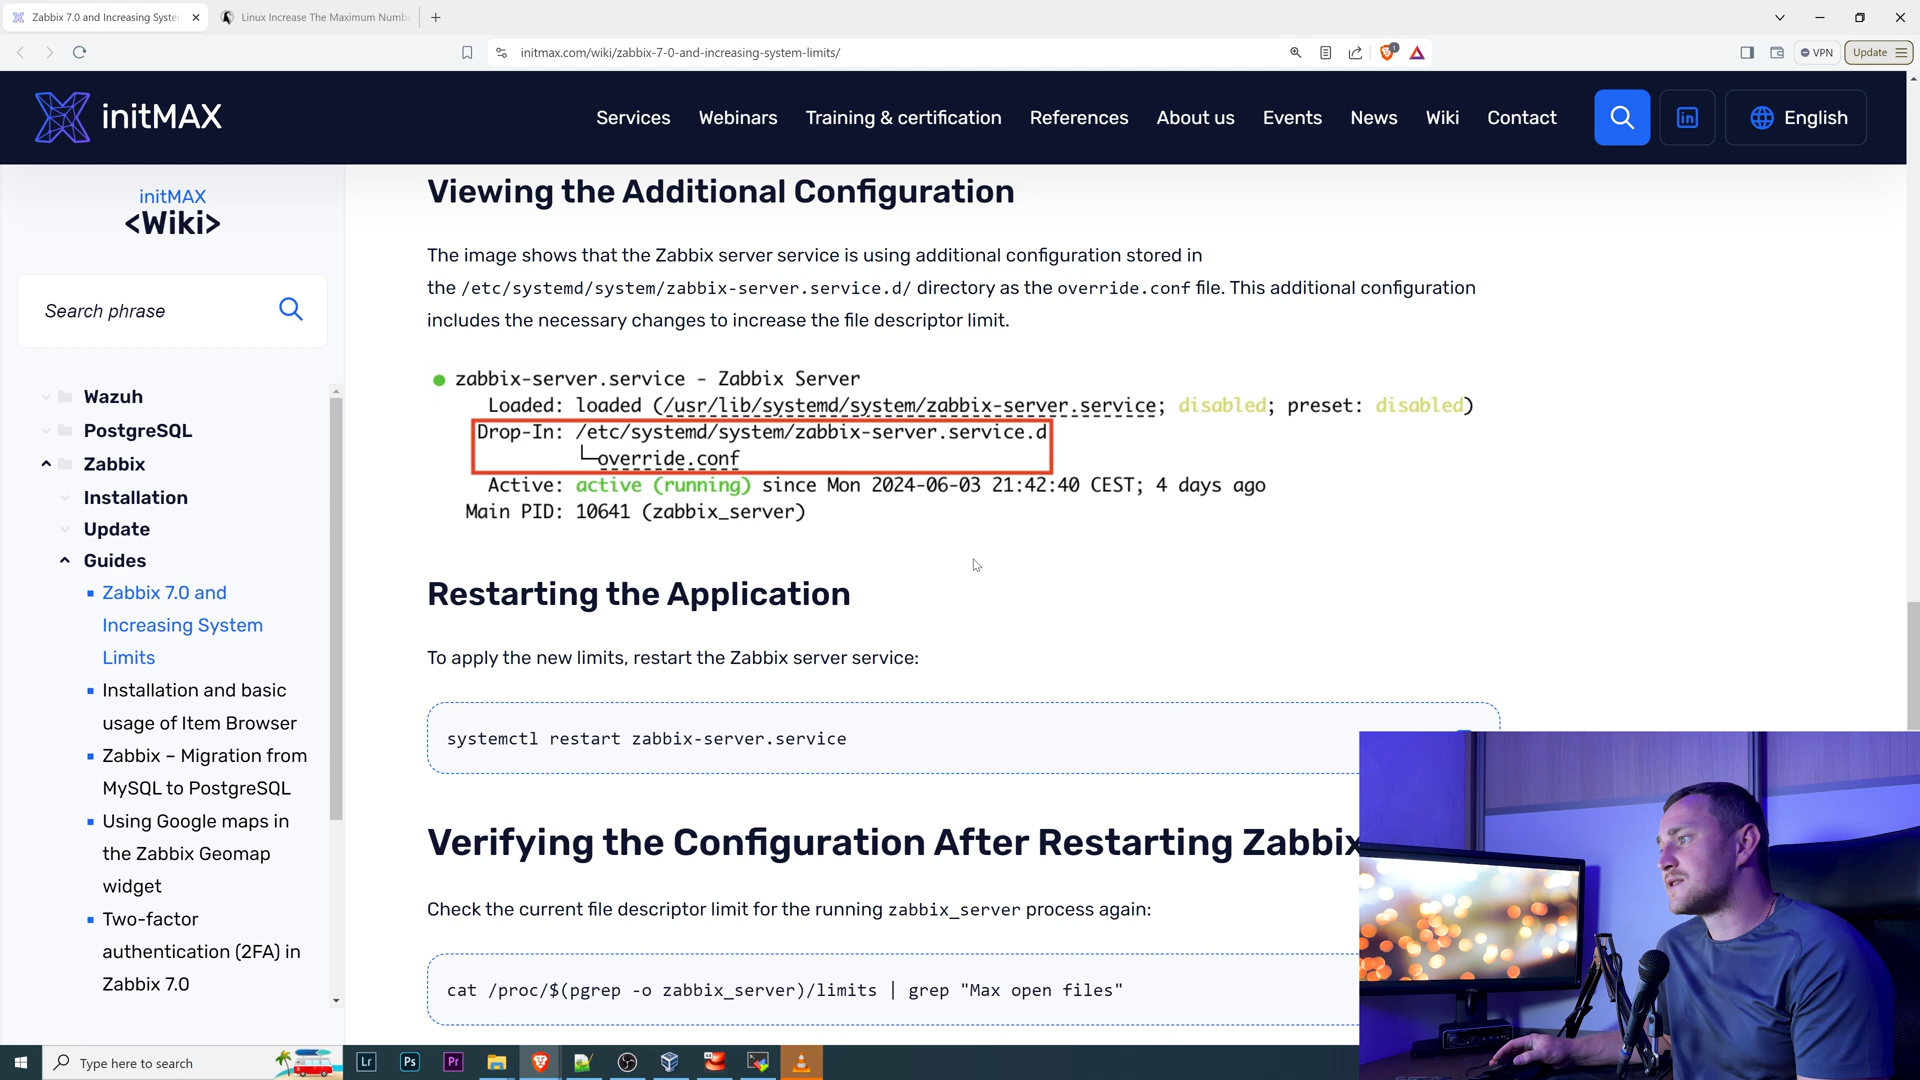 Zabbix 7.0 and Increasing Syste
Linux Increase The Maximum Numb
initmax.com/wiki/zabbix-7-0-and-increasing-system-limits/
1
VPN
Update
initMAX
Services
Webinars
Training & certification
References
About us
Events
News
Wiki
Contact
in
English
initMAX
<Wiki>
Search phrase
Wazuh
PostgreSQL
Zabbix
Installation
Update
Guides
Zabbix 7.0 and
Increasing System
Limits
Installation and basic
usage of Item Browser
Zabbix – Migration from
MySQL to PostgreSQL
Using Google maps in
the Zabbix Geomap
widget
Two-factor
authentication (2FA) in
Zabbix 7.0
Viewing the Additional Configuration
The image shows that the Zabbix server service is using additional configuration stored in
the /etc/systemd/system/zabbix-server.service.d/ directory as the override.conf file. This additional configuration
includes the necessary changes to increase the file descriptor limit.
zabbix-server.service - Zabbix Server
Loaded: loaded (/usr/lib/systemd/system/zabbix-server.service; disabled; preset: disabled)
Drop-In: /etc/systemd/system/zabbix-server.service.d
└─override.conf
Active: active (running) since Mon 2024-06-03 21:42:40 CEST; 4 days ago
Main PID: 10641 (zabbix_server)
Restarting the Application
To apply the new limits, restart the Zabbix server service:
systemctl restart zabbix-server.service
Verifying the Configuration After Restarting Zabbix
Check the current file descriptor limit for the running zabbix_server process again:
cat /proc/$(pgrep -o zabbix_server)/limits | grep "Max open files"
Type here to search
Lr
Ps
Pr